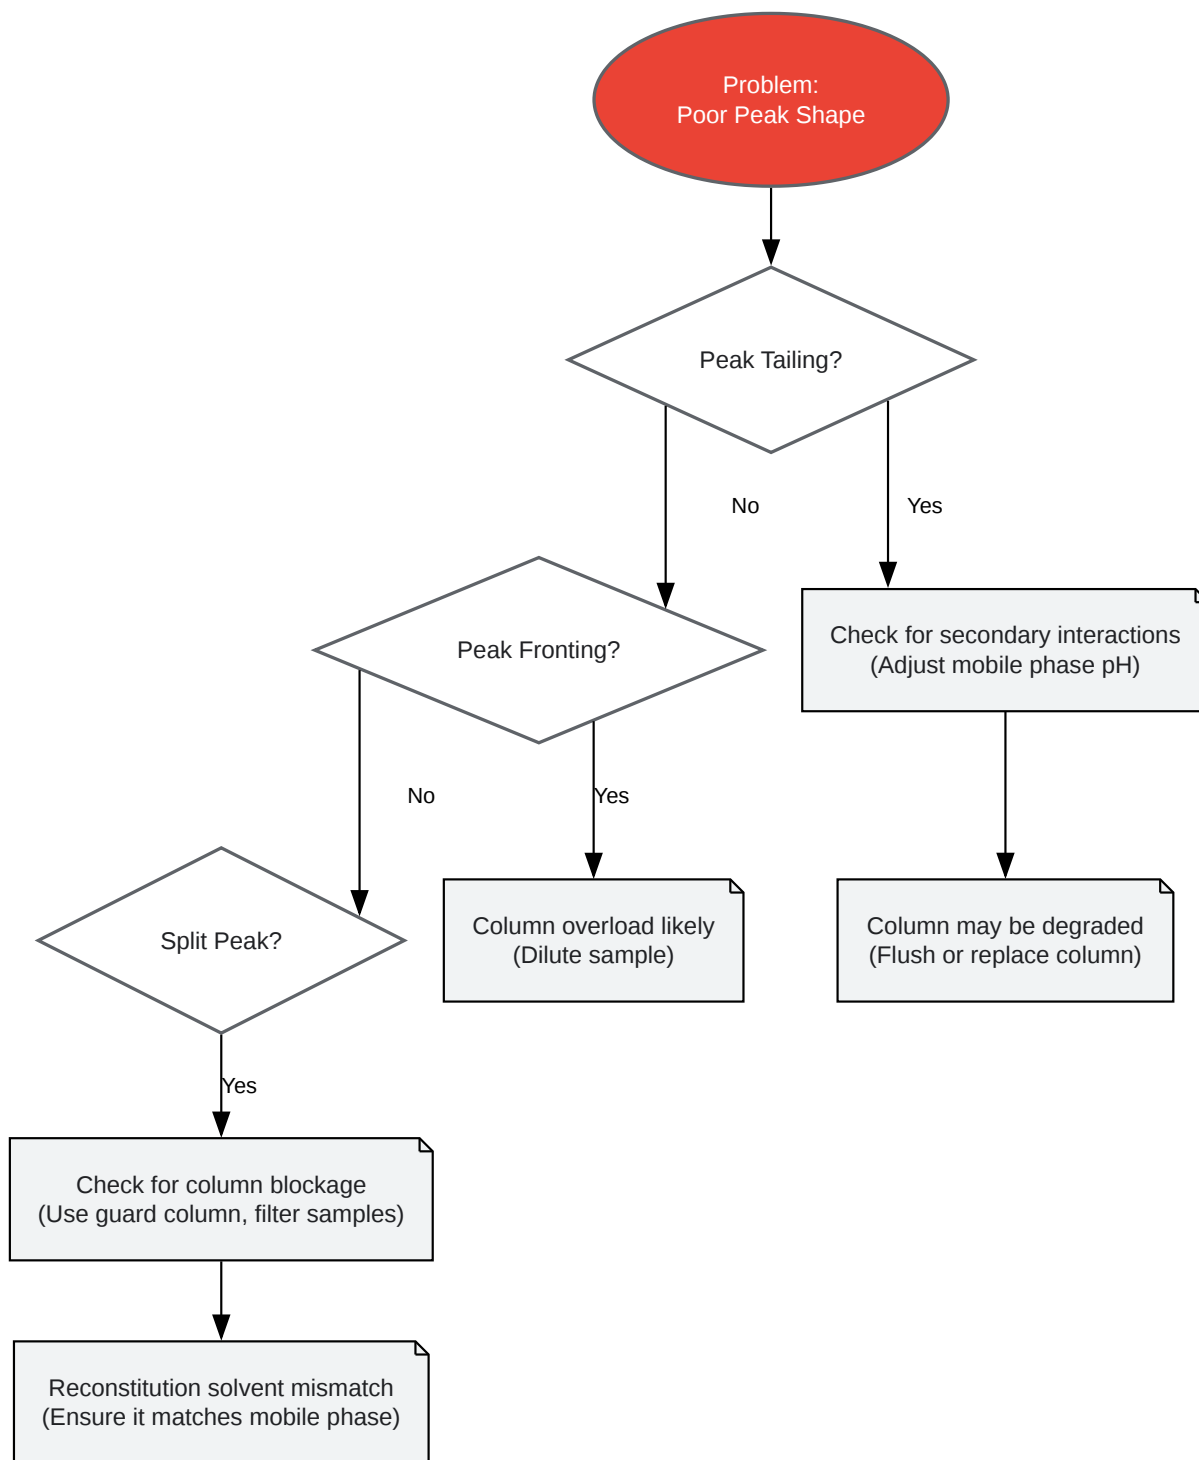 Problem:
Poor Peak Shape
Peak Tailing?
No
Yes
Peak Fronting?
Check for secondary interactions
(Adjust mobile phase pH)
No
Yes
Split Peak?
Column overload likely
(Dilute sample)
Column may be degraded
(Flush or replace column)
Yes
Check for column blockage
(Use guard column, filter samples)
Reconstitution solvent mismatch
(Ensure it matches mobile phase)